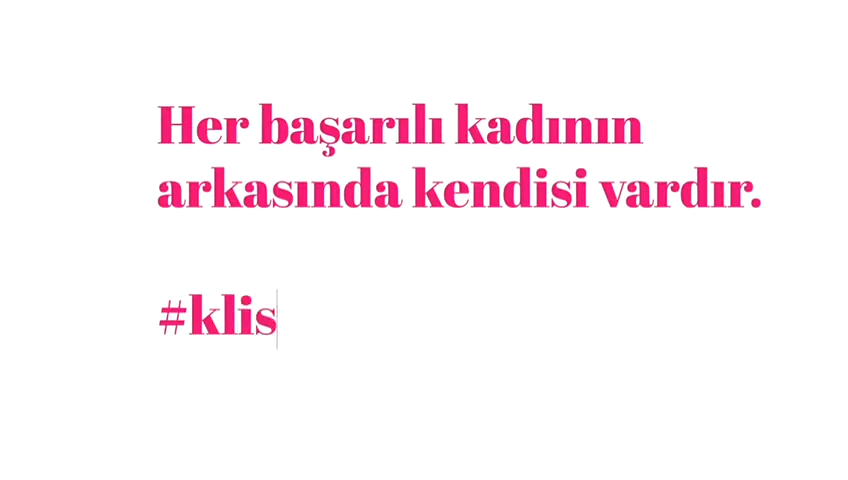 Her başarılı kadının
arkasında kendisi vardır.
#klis